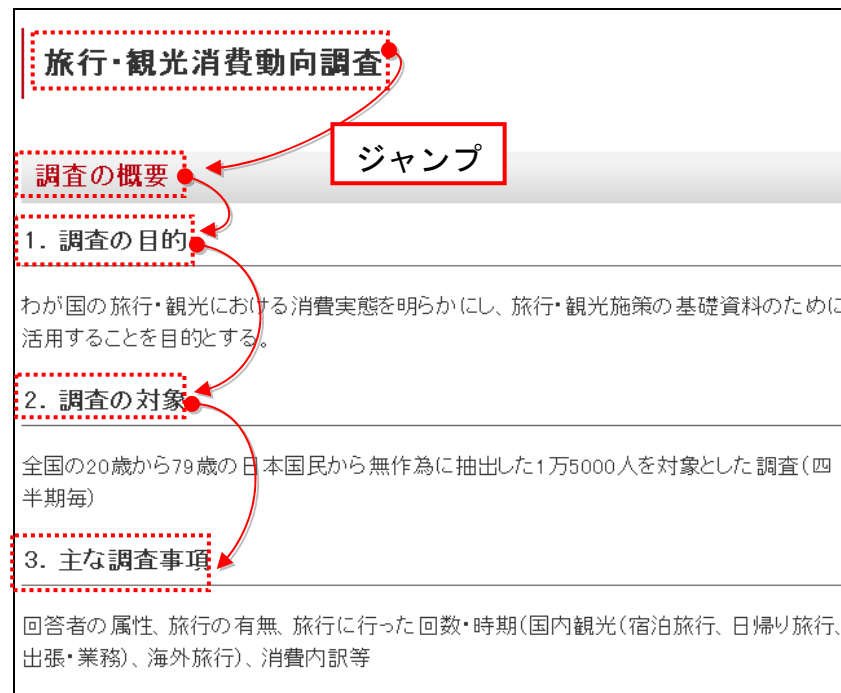 旅行・観光消費動向調査
ジャンプ
調査の概要
1. 調査の目的
わが国の旅行・観光における消費実態を明らかにし、旅行・観光施策の基礎資料のために
活用することを目的とする。
2. 調査の対象
全国の20歳から79歳の日本国民から無作為に抽出した1万5000人を対象とした調査(四
半期毎)
3. 主な調査事項
回答者の属性、旅行の有無、旅行に行った回数・時期(国内観光(宿泊旅行、日帰り旅行、
出張・業務)、海外旅行)、消費内訳等